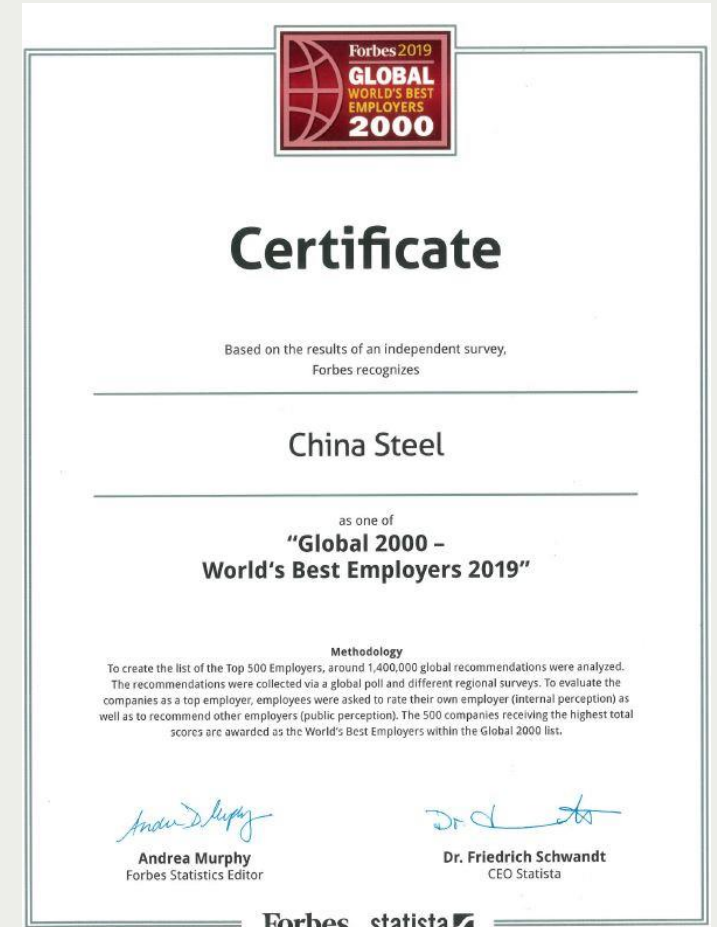 Forbes 2019
GLOBAL
WORLD'S BEST
EMPLOYERS
2000
Certificate
Based on the results of an independent survey,
Forbes recognizes
China Steel
as one of
“Global 2000 –
World‘s Best Employers 2019”
Methodology
To create the list of the Top 500 Employers, around 1,400,000 global recommendations were analyzed.
The recommendations were collected via a global poll and different regional surveys. To evaluate the
companies as a top employer, employees were asked to rate their own employer (internal perception) as
well as to recommend other employers (public perception). The 500 companies receiving the highest total
scores are awarded as the World's Best Employers within the Global 2000 list.
Andrea Murphy
Forbes Statistics Editor
Dr. Friedrich Schwandt
CEO Statista
Forbes statista